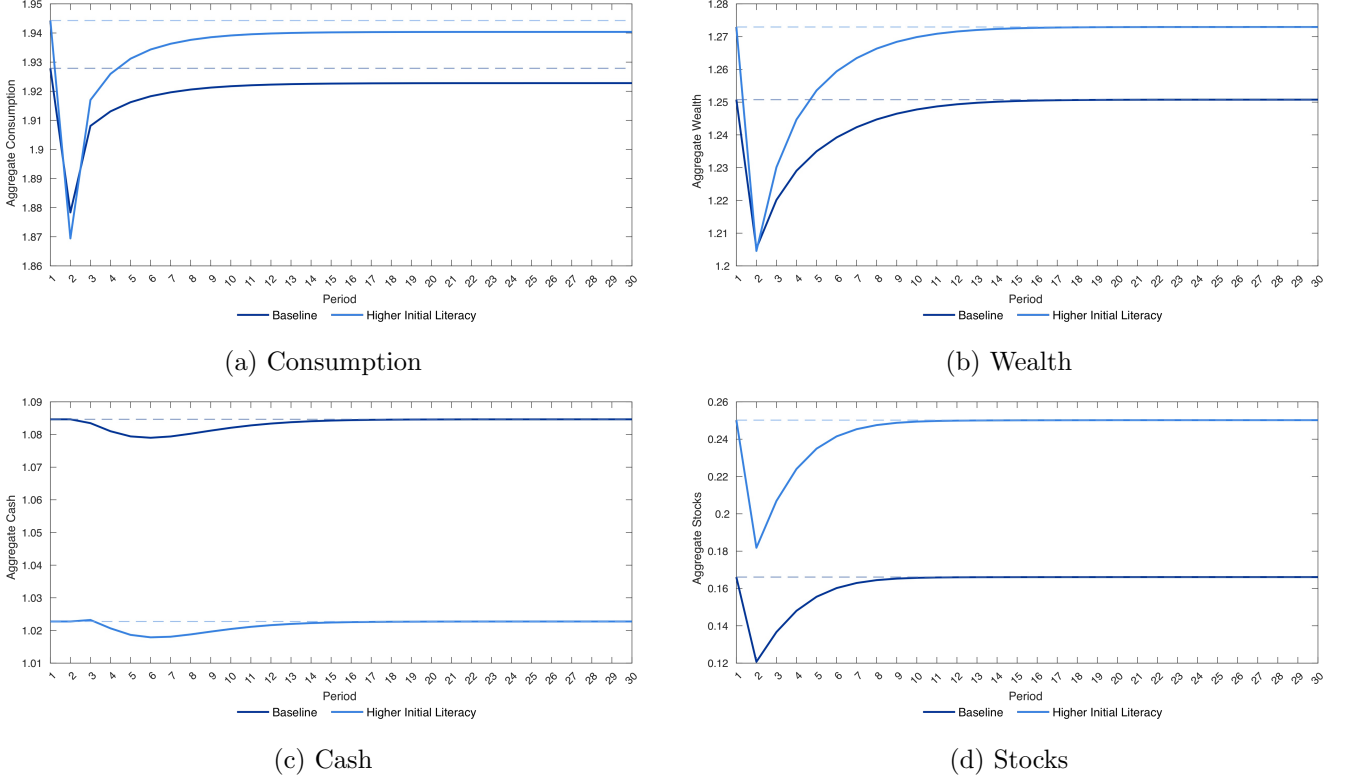 1.95
1.94
1.93
1.92
1.91
1.9
1.89
1.88
1.87
1.86
Aggregate Consumption
1 2 3 4 5 6 7 8 9 10 11 12 13 14 15 16 17 18 19 20 21 22 23 24 25 26 27 28 29 30
Period
Baseline Higher Initial Literacy
(a) Consumption
1.28
1.27
1.26
1.25
1.24
1.23
1.22
1.21
1.2
Aggregate Wealth
1 2 3 4 5 6 7 8 9 10 11 12 13 14 15 16 17 18 19 20 21 22 23 24 25 26 27 28 29 30
Period
Baseline Higher Initial Literacy
(b) Wealth
1.09
1.08
1.07
1.06
1.05
1.04
1.03
1.02
1.01
Aggregate Cash
1 2 3 4 5 6 7 8 9 10 11 12 13 14 15 16 17 18 19 20 21 22 23 24 25 26 27 28 29 30
Period
Baseline Higher Initial Literacy
(c) Cash
0.26
0.24
0.22
0.2
0.18
0.16
0.14
0.12
Aggregate Stocks
1 2 3 4 5 6 7 8 9 10 11 12 13 14 15 16 17 18 19 20 21 22 23 24 25 26 27 28 29 30
Period
Baseline Higher Initial Literacy
(d) Stocks